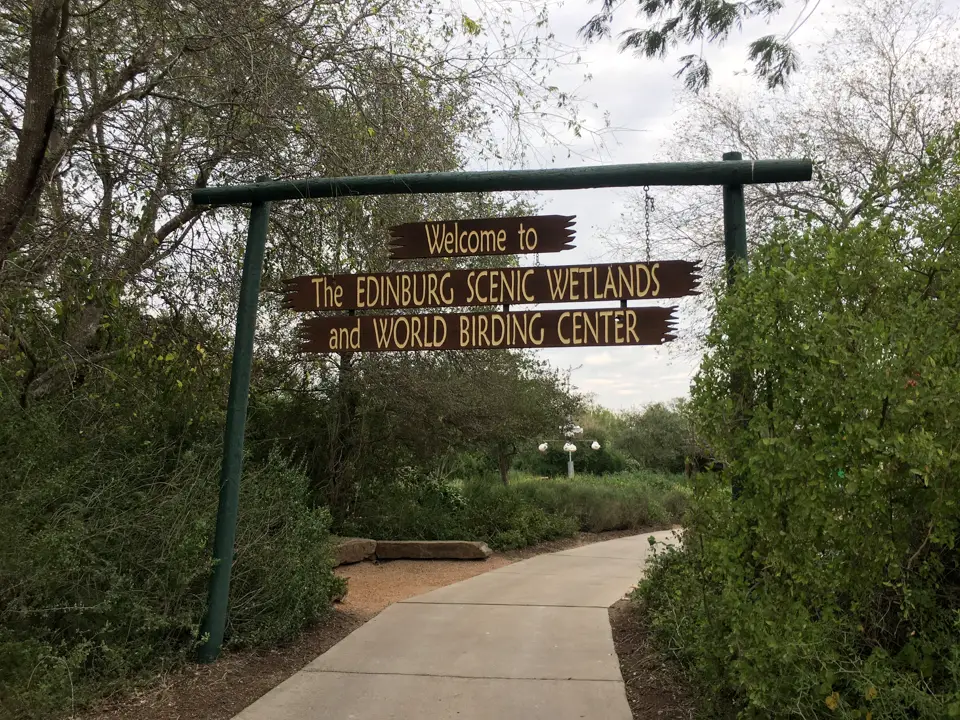 Welcome to
The EDINBURG SCENIC WETLANDS
and WORLD BIRDING CENTER